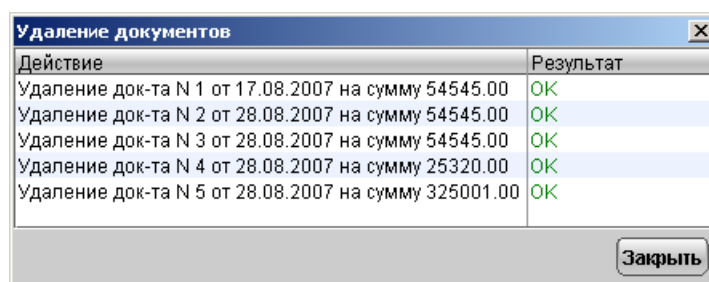 Удаление документов
Действие Результат
Удаление док-та N 1 от 17.08.2007 на сумму 54545.00 OK
Удаление док-та N 2 от 28.08.2007 на сумму 54545.00 OK
Удаление док-та N 3 от 28.08.2007 на сумму 54545.00 OK
Удаление док-та N 4 от 28.08.2007 на сумму 25320.00 OK
Удаление док-та N 5 от 28.08.2007 на сумму 325001.00 OK
Закрыть